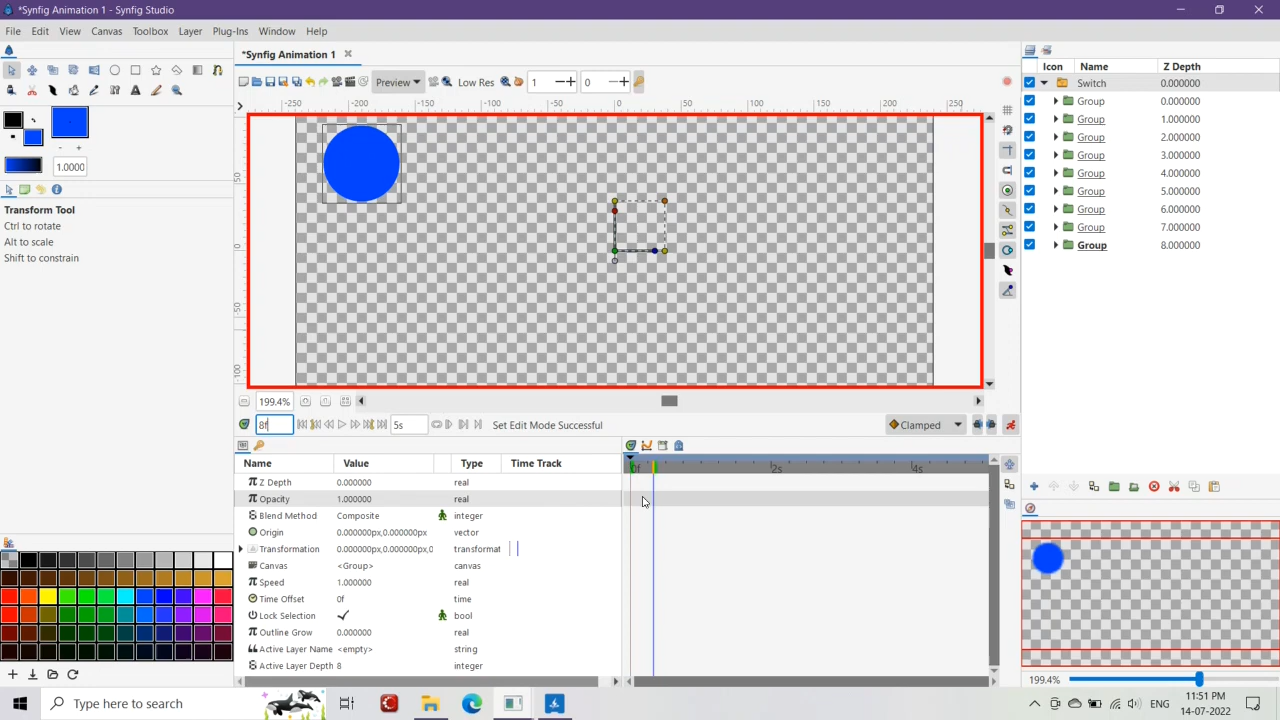 *Synfig Animation 1 - Synfig Studio
File Edit View Canvas Toolbox Layer Plug-Ins Window Help
*Synfig Animation 1
Preview Low Res 1 0
-250 -200 -150 -100 -50 0 50 100 150 200 250
50
0
-50
-100
1.0000
Transform Tool
Ctrl to rotate
Alt to scale
Shift to constrain
Icon Name Z Depth
Switch 0.000000
Group 0.000000
Group 1.000000
Group 2.000000
Group 3.000000
Group 4.000000
Group 5.000000
Group 6.000000
Group 7.000000
Group 8.000000
199.4%
8f 5s Set Edit Mode Successful Clamped
Name Value Type Time Track
0f 2s 4s
Z Depth 0.000000 real
Opacity 1.000000 real
Blend Method Composite integer
Origin 0.000000px,0.000000px vector
Transformation 0.000000px,0.000000px,0 transformat
Canvas <Group> canvas
Speed 1.000000 real
Time Offset 0f time
Lock Selection bool
Outline Grow 0.000000 real
Active Layer Name <empty> string
Active Layer Depth 8 integer
199.4%
Type here to search
ENG
11:51 PM
14-07-2022